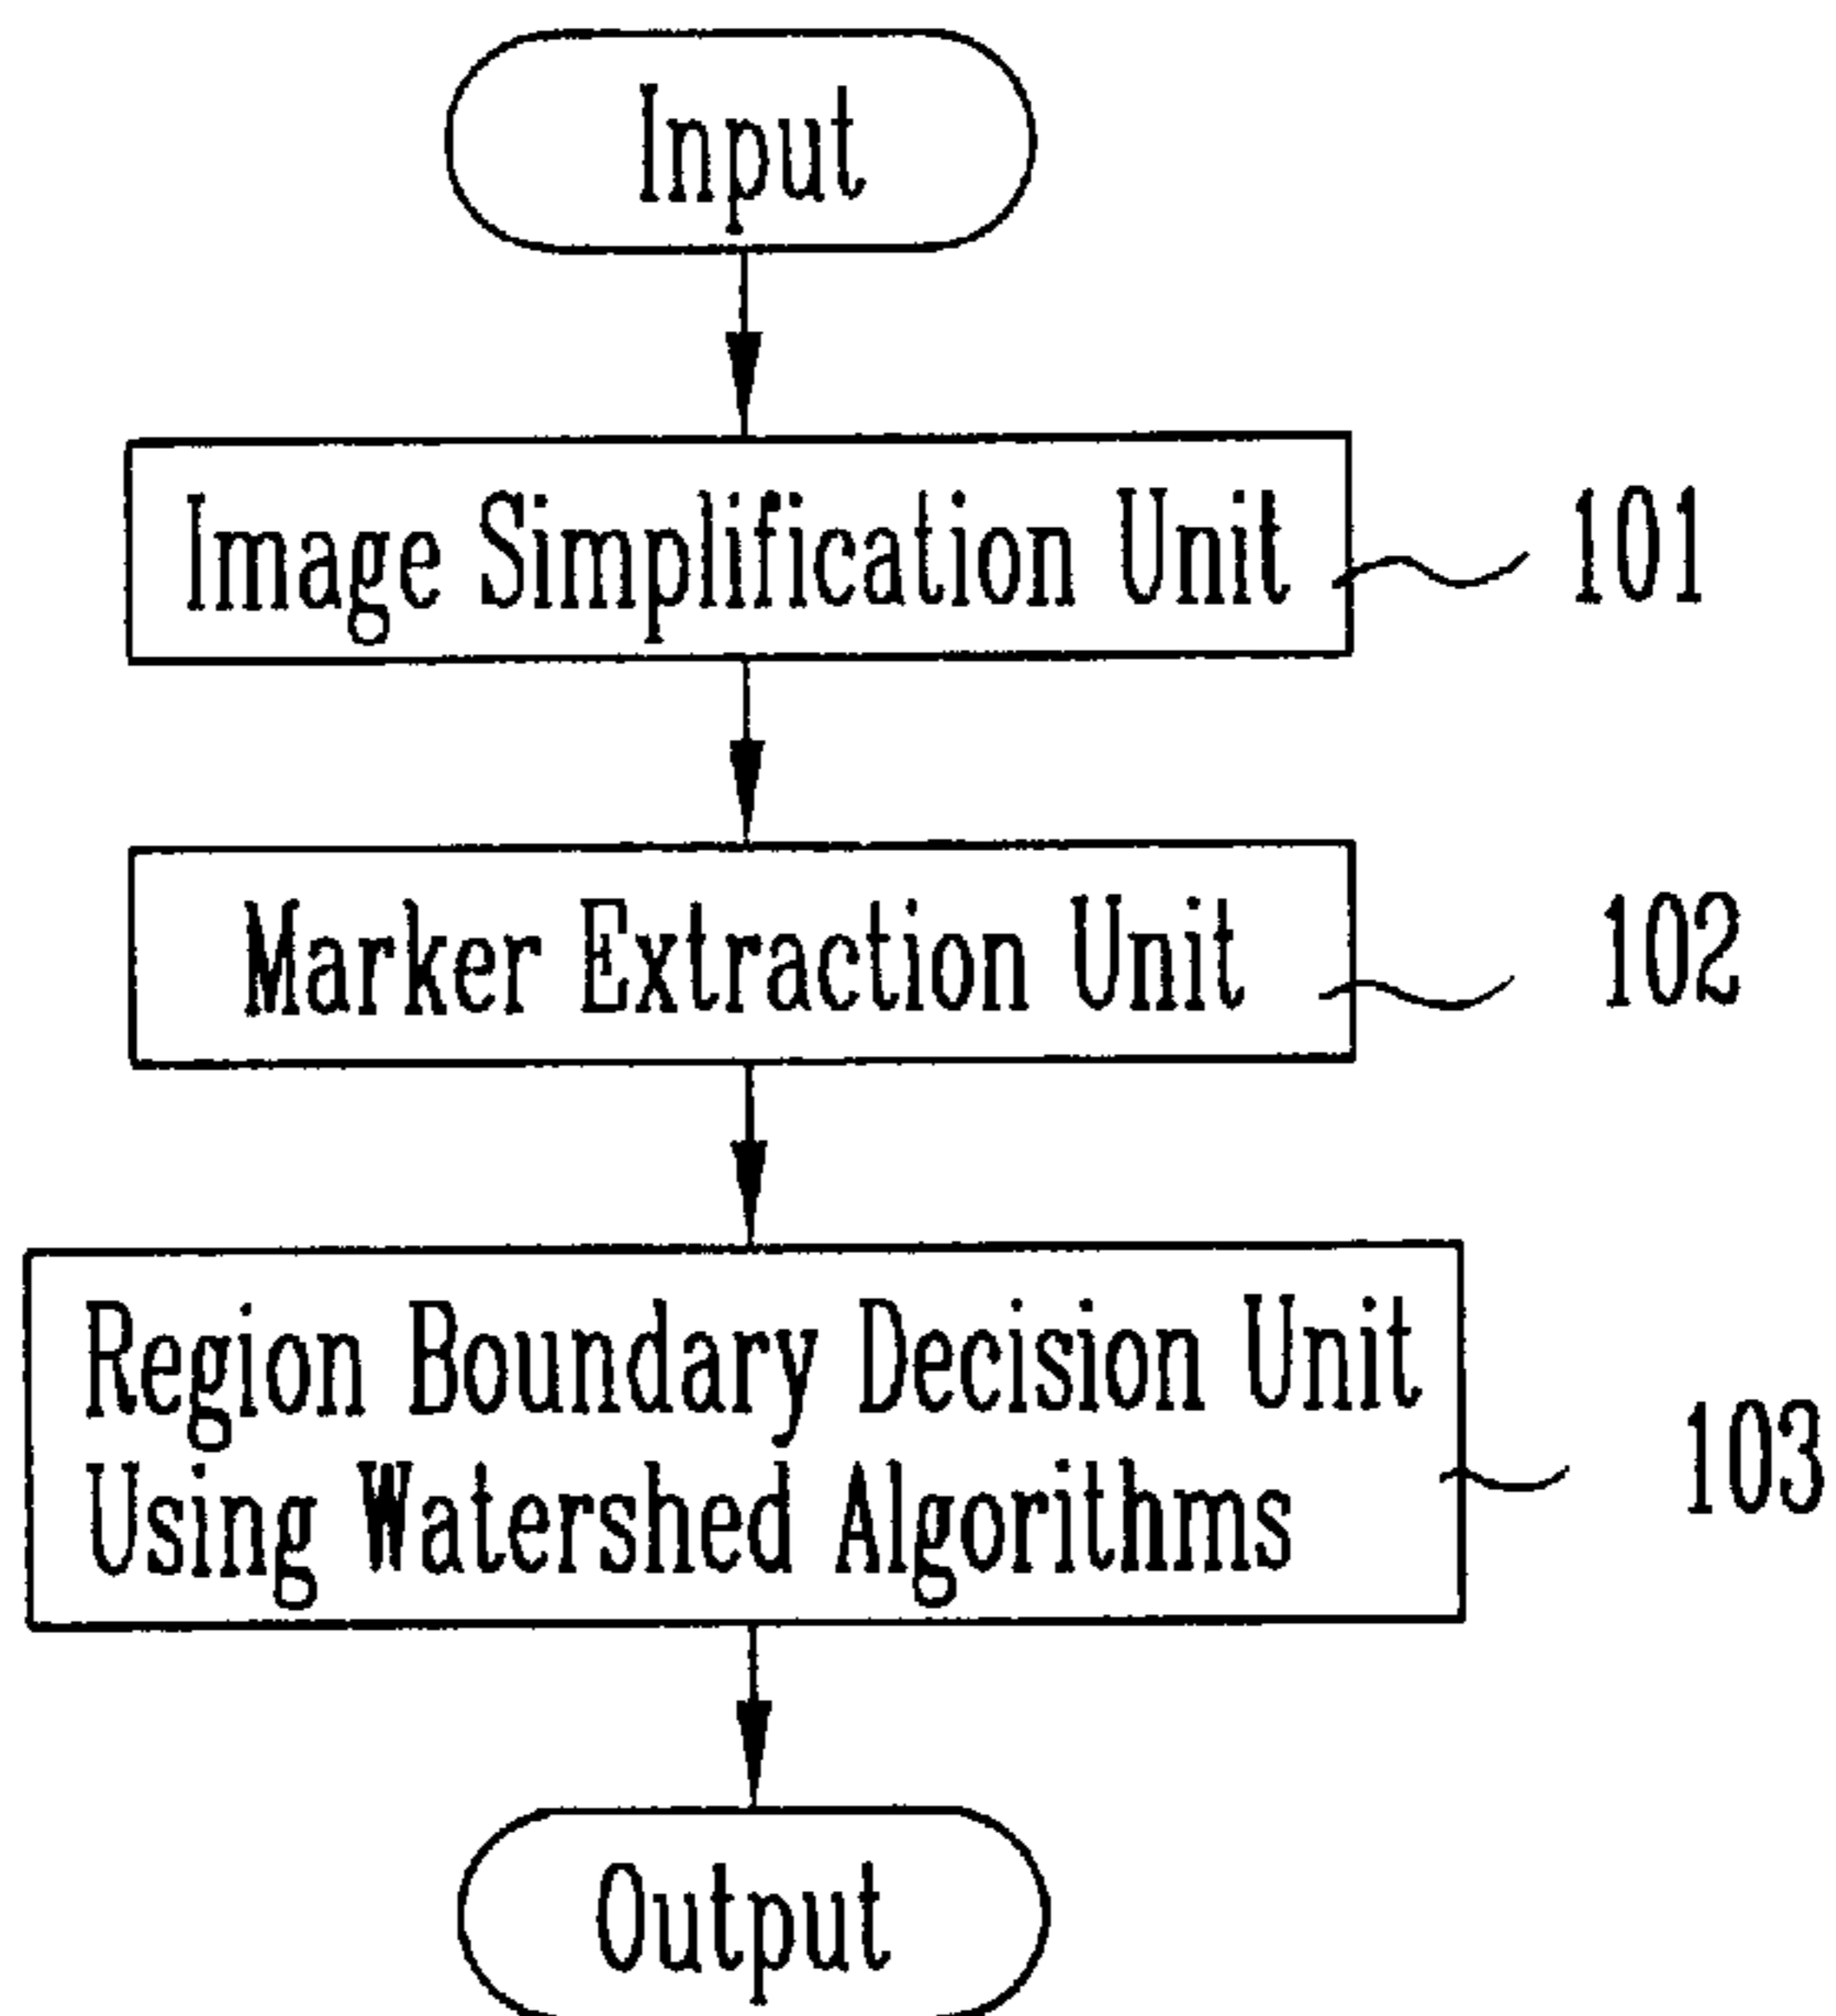 Input
Image Simplification Unit
101
Marker Extraction Unit
102
Region Boundary Decision Unit
Using Watershed Algorithms
103
Output